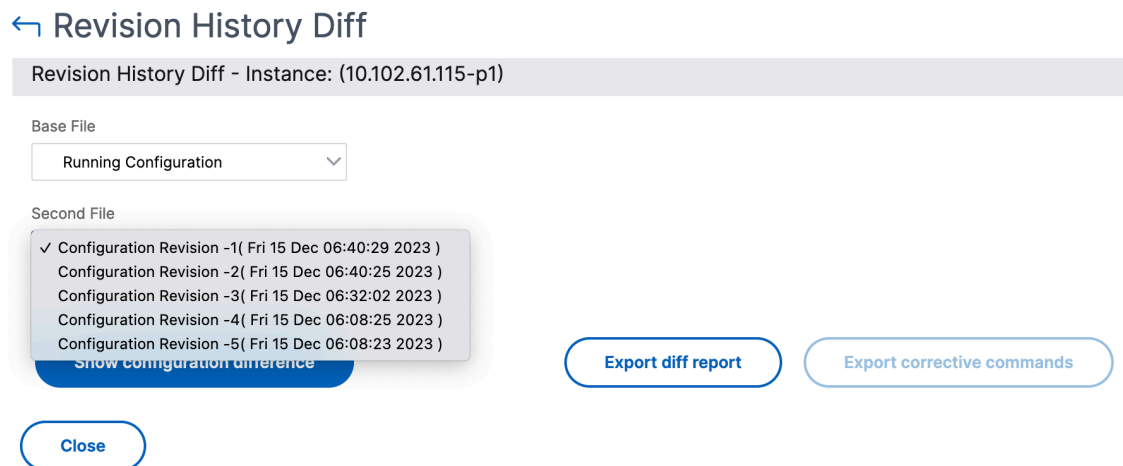 Revision History Diff
Revision History Diff - Instance: (10.102.61.115-p1)
Base File
Running Configuration
Second File
✓ Configuration Revision -1( Fri 15 Dec 06:40:29 2023 )
Configuration Revision -2( Fri 15 Dec 06:40:25 2023 )
Configuration Revision -3( Fri 15 Dec 06:32:02 2023 )
Configuration Revision -4( Fri 15 Dec 06:08:25 2023 )
Configuration Revision -5( Fri 15 Dec 06:08:23 2023 )
Show configuration difference
Export diff report
Export corrective commands
Close